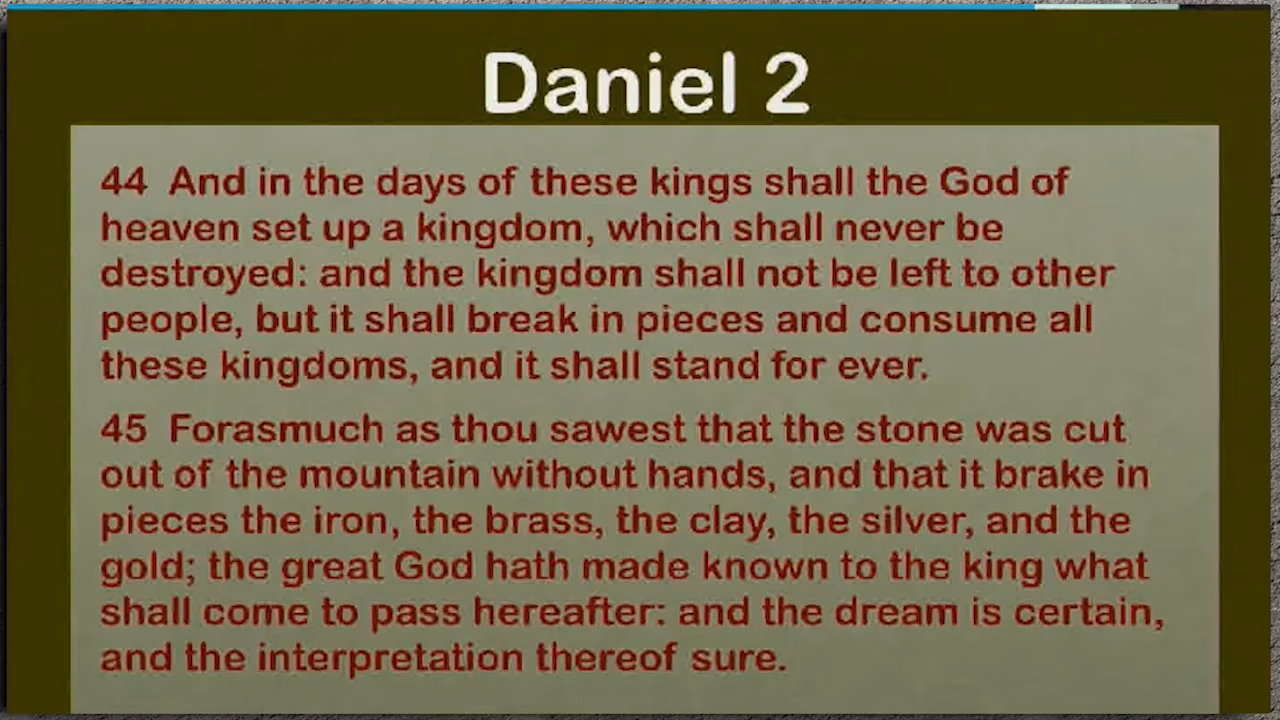 Daniel 2
44 And in the days of these kings shall the God of
heaven set up a kingdom, which shall never be
destroyed: and the kingdom shall not be left to other
people, but it shall break in pieces and consume all
these kingdoms, and it shall stand for ever.
45 Forasmuch as thou sawest that the stone was cut
out of the mountain without hands, and that it brake in
pieces the iron, the brass, the clay, the silver, and the
gold; the great God hath made known to the king what
shall come to pass hereafter: and the dream is certain,
and the interpretation thereof sure.